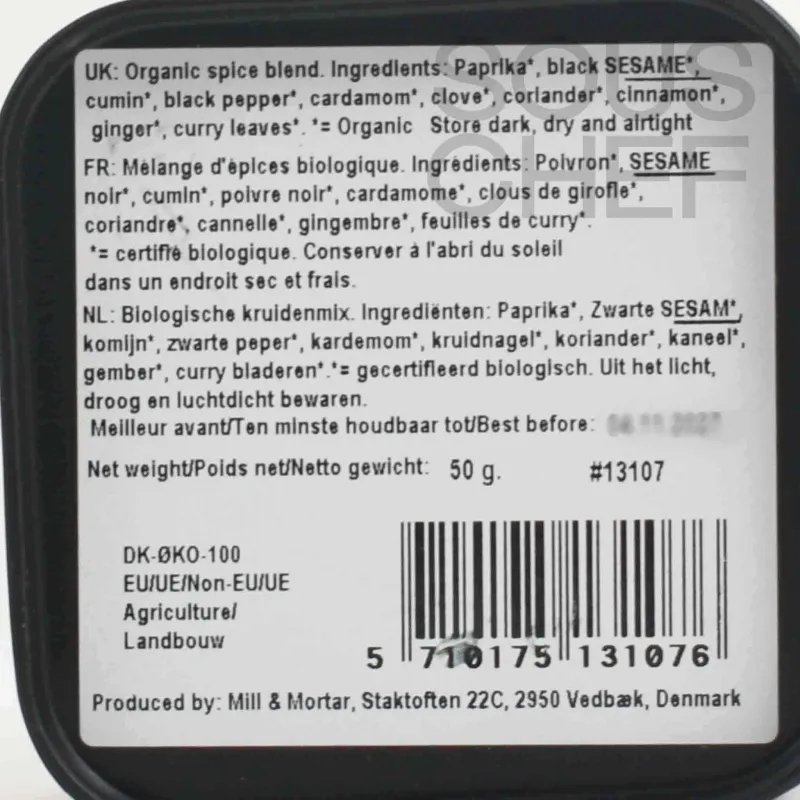 SOUS
CHEF
UK: Organic spice blend. Ingredients: Paprika*, black SESAME*,
cumin*, black pepper*, cardamom*, clove*, coriander*, cinnamon*,
ginger*, curry leaves*. *= Organic Store dark, dry and airtight
FR: Mélange d'épices biologique. Ingrédients: Poivron*, SESAME
noir*, cumin*, poivre noir*, cardamome*, clous de girofle*,
coriandre*, cannelle*, gingembre*, feuilles de curry*.
*= certifié biologique. Conserver à l'abri du soleil
dans un endroit sec et frais.
NL: Biologische kruidenmix. Ingrediënten: Paprika*, Zwarte SESAM*,
komijn*, zwarte peper*, kardemom*, kruidnagel*, koriander*, kaneel*,
gember*, curry bladeren*.*= gecertifieerd biologisch. Uit het licht,
droog en luchtdicht bewaren.
Meilleur avant/Ten minste houdbaar tot/Best before:
Net weight/Poids net/Netto gewicht: 50 g. #13107
DK-ØKO-100
EU/UE/Non-EU/UE
Agriculture/
Landbouw
5 710175 131076
Produced by: Mill & Mortar, Staktoften 22C, 2950 Vedbæk, Denmark